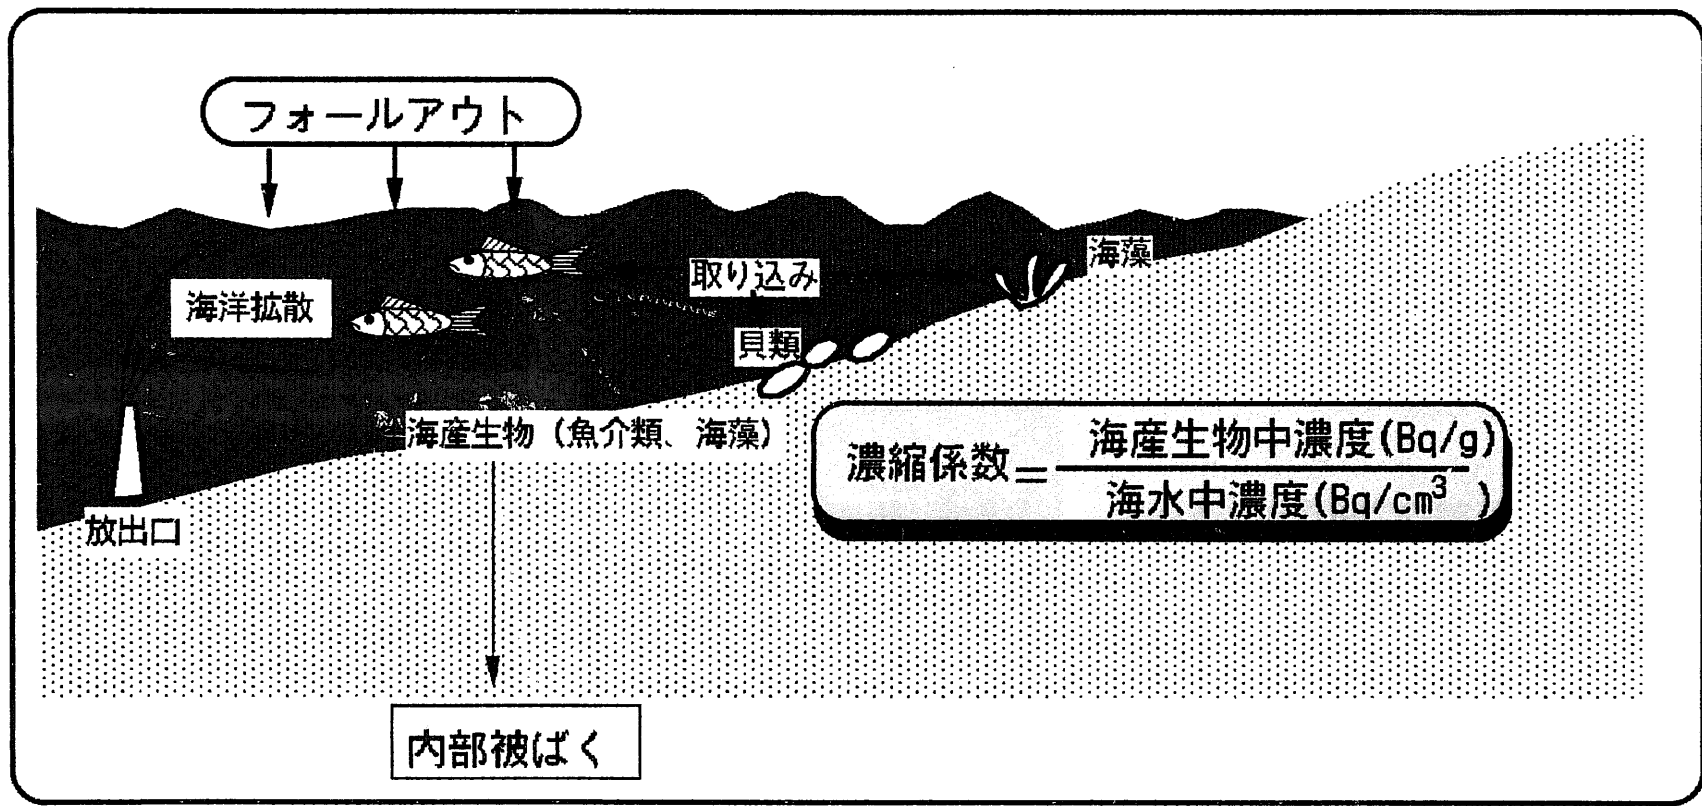 フォールアウト
海藻
取り込み
海洋拡散
貝類
海産生物(魚介類、海藻)
濃縮係数=海産生物中濃度(Bq/g)
海水中濃度(Bq/cm³)
放出口
内部被ばく